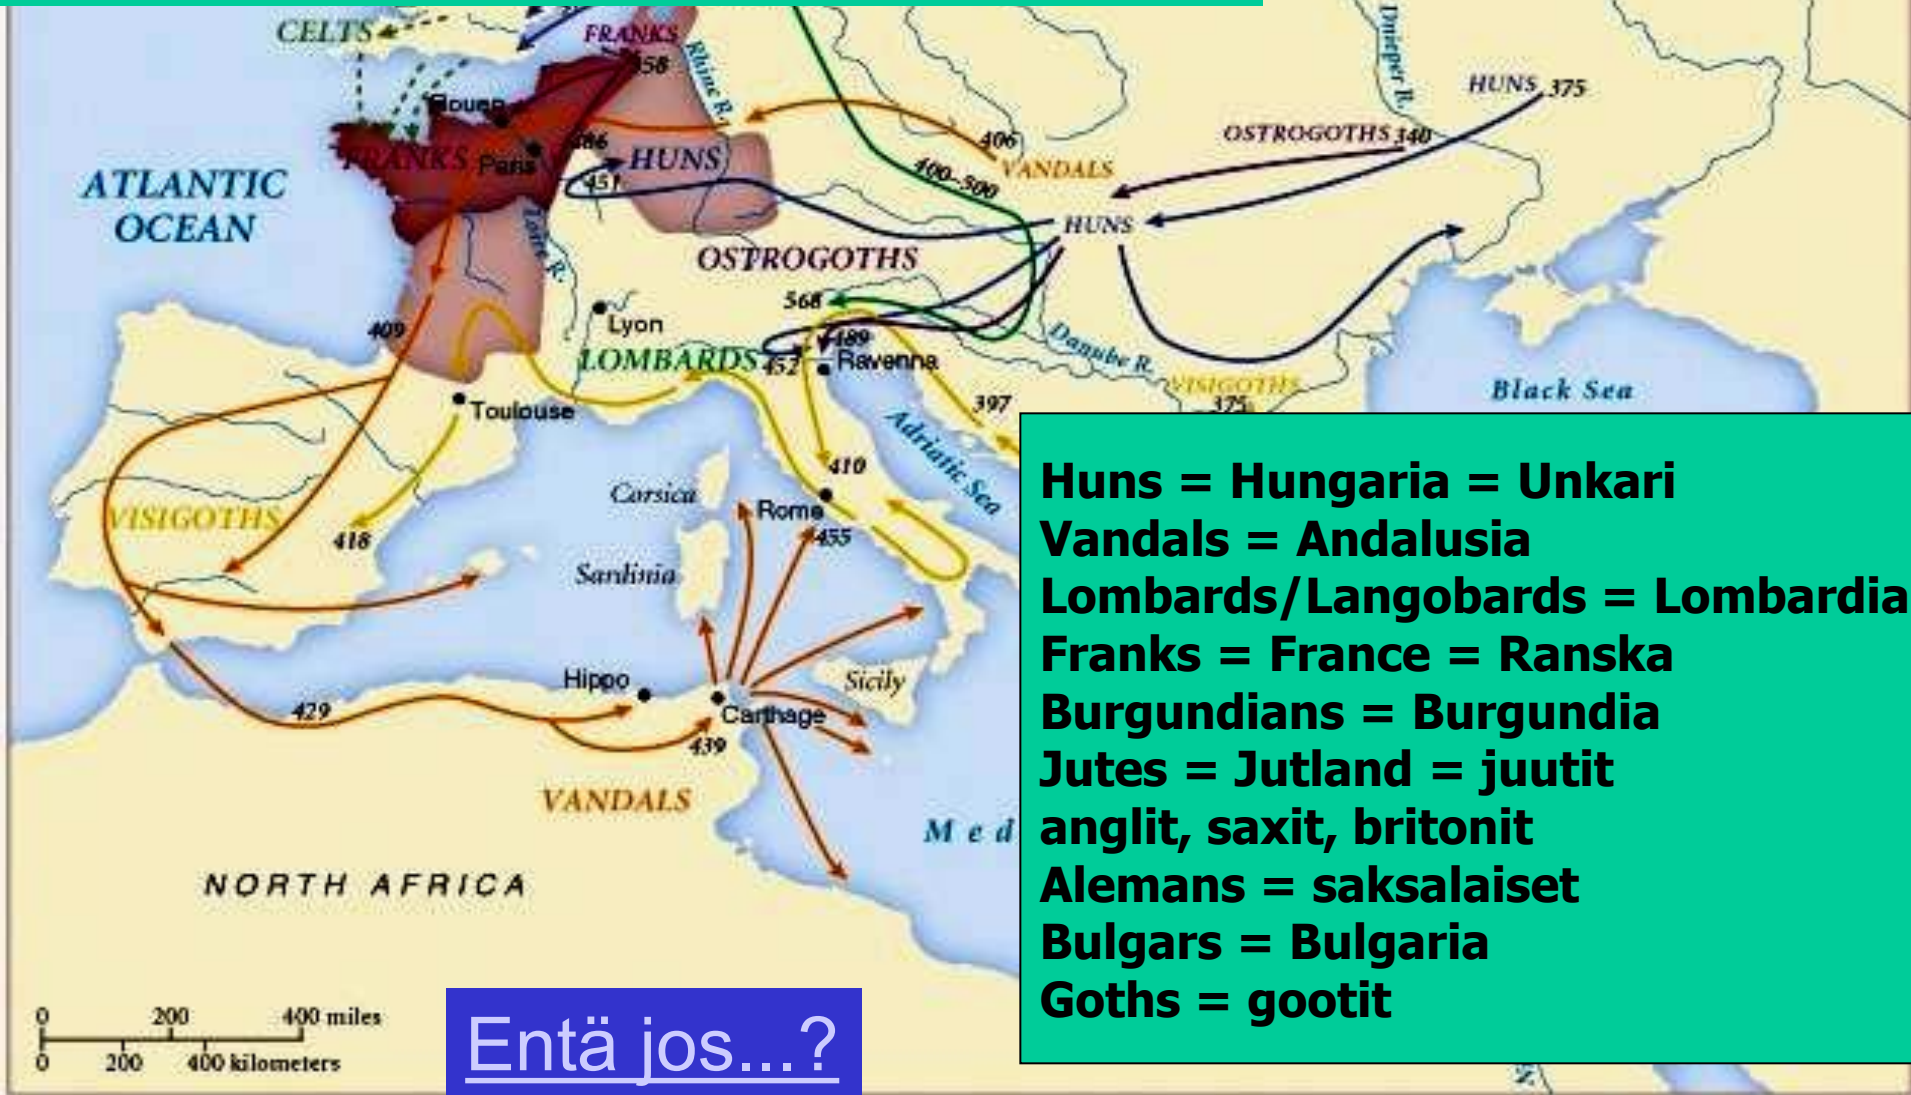 CELTS
FRANKS
358
Rhine R.
Dnieper R.
HUNS 375
Rouen
486
406
OSTROGOTHS 340
FRANKS
Paris
HUNS
451
VANDALS
400–500
ATLANTIC
OCEAN
Loire R.
HUNS
OSTROGOTHS
568
Lyon
409
489
LOMBARDS
452
Ravenna
Danube R.
VISIGOTHS
375
Black Sea
Toulouse
397
Adriatic Sea
410
Corsica
Rome
455
VISIGOTHS
418
Sardinia
Hippo
Sicily
429
Carthage
439
VANDALS
Med
NORTH AFRICA
0 200 400 miles
0 200 400 kilometers
Entä jos...?
Huns = Hungaria = Unkari
Vandals = Andalusia
Lombards/Langobards = Lombardia
Franks = France = Ranska
Burgundians = Burgundia
Jutes = Jutland = juutit
anglit, saxit, britonit
Alemans = saksalaiset
Bulgars = Bulgaria
Goths = gootit